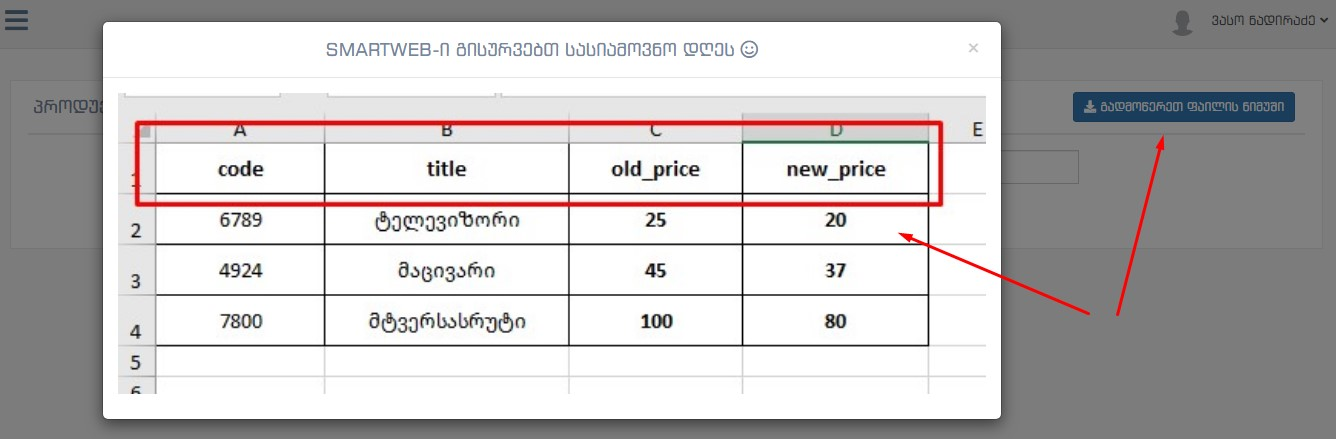 ვასო ნადირაძე
SMARTWEB-ი გისურვებთ სასიამოვნო დღეს
×
გადმოწერეთ ფაილის ნიმუში
A B C D E
1 code title old_price new_price
2 6789 ტელევიზორი 25 20
3 4924 მაცივარი 45 37
4 7800 მტვერსასრუტი 100 80
5
6